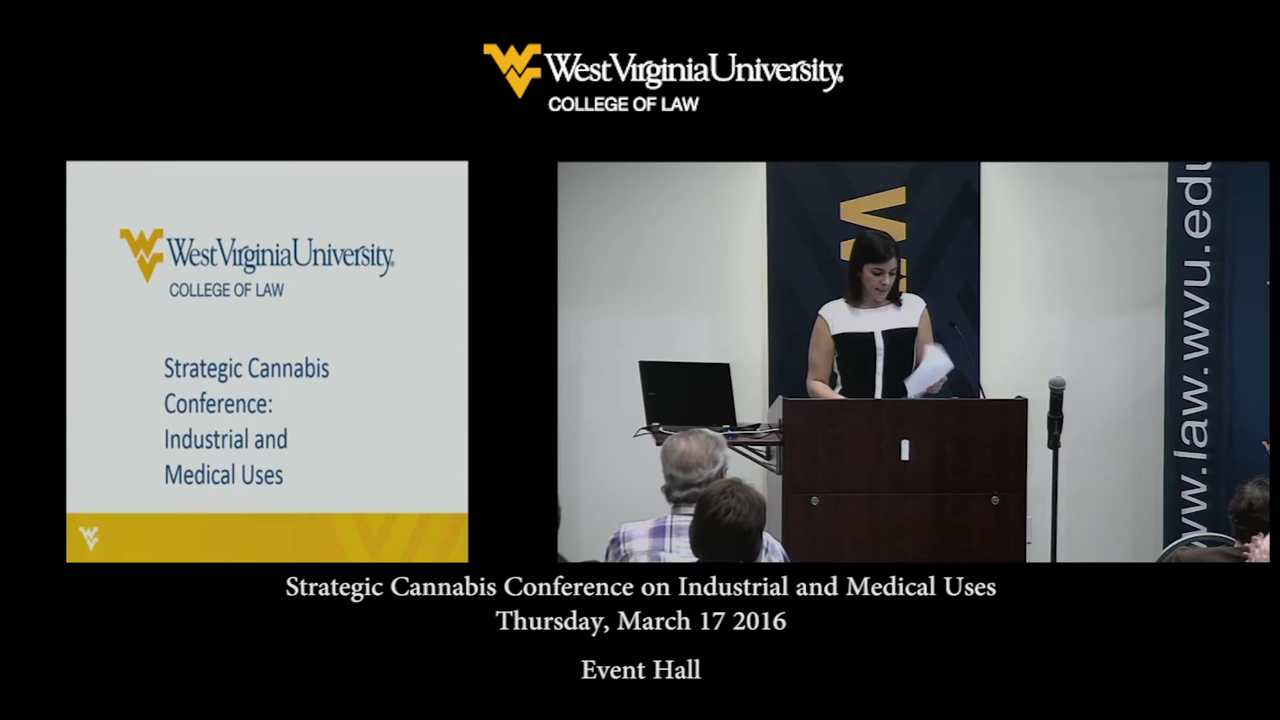 West Virginia University®
COLLEGE OF LAW
West Virginia University®
COLLEGE OF LAW
Strategic Cannabis
Conference:
Industrial and
Medical Uses
www.law.wvu.edu
Strategic Cannabis Conference on Industrial and Medical Uses
Thursday, March 17 2016
Event Hall